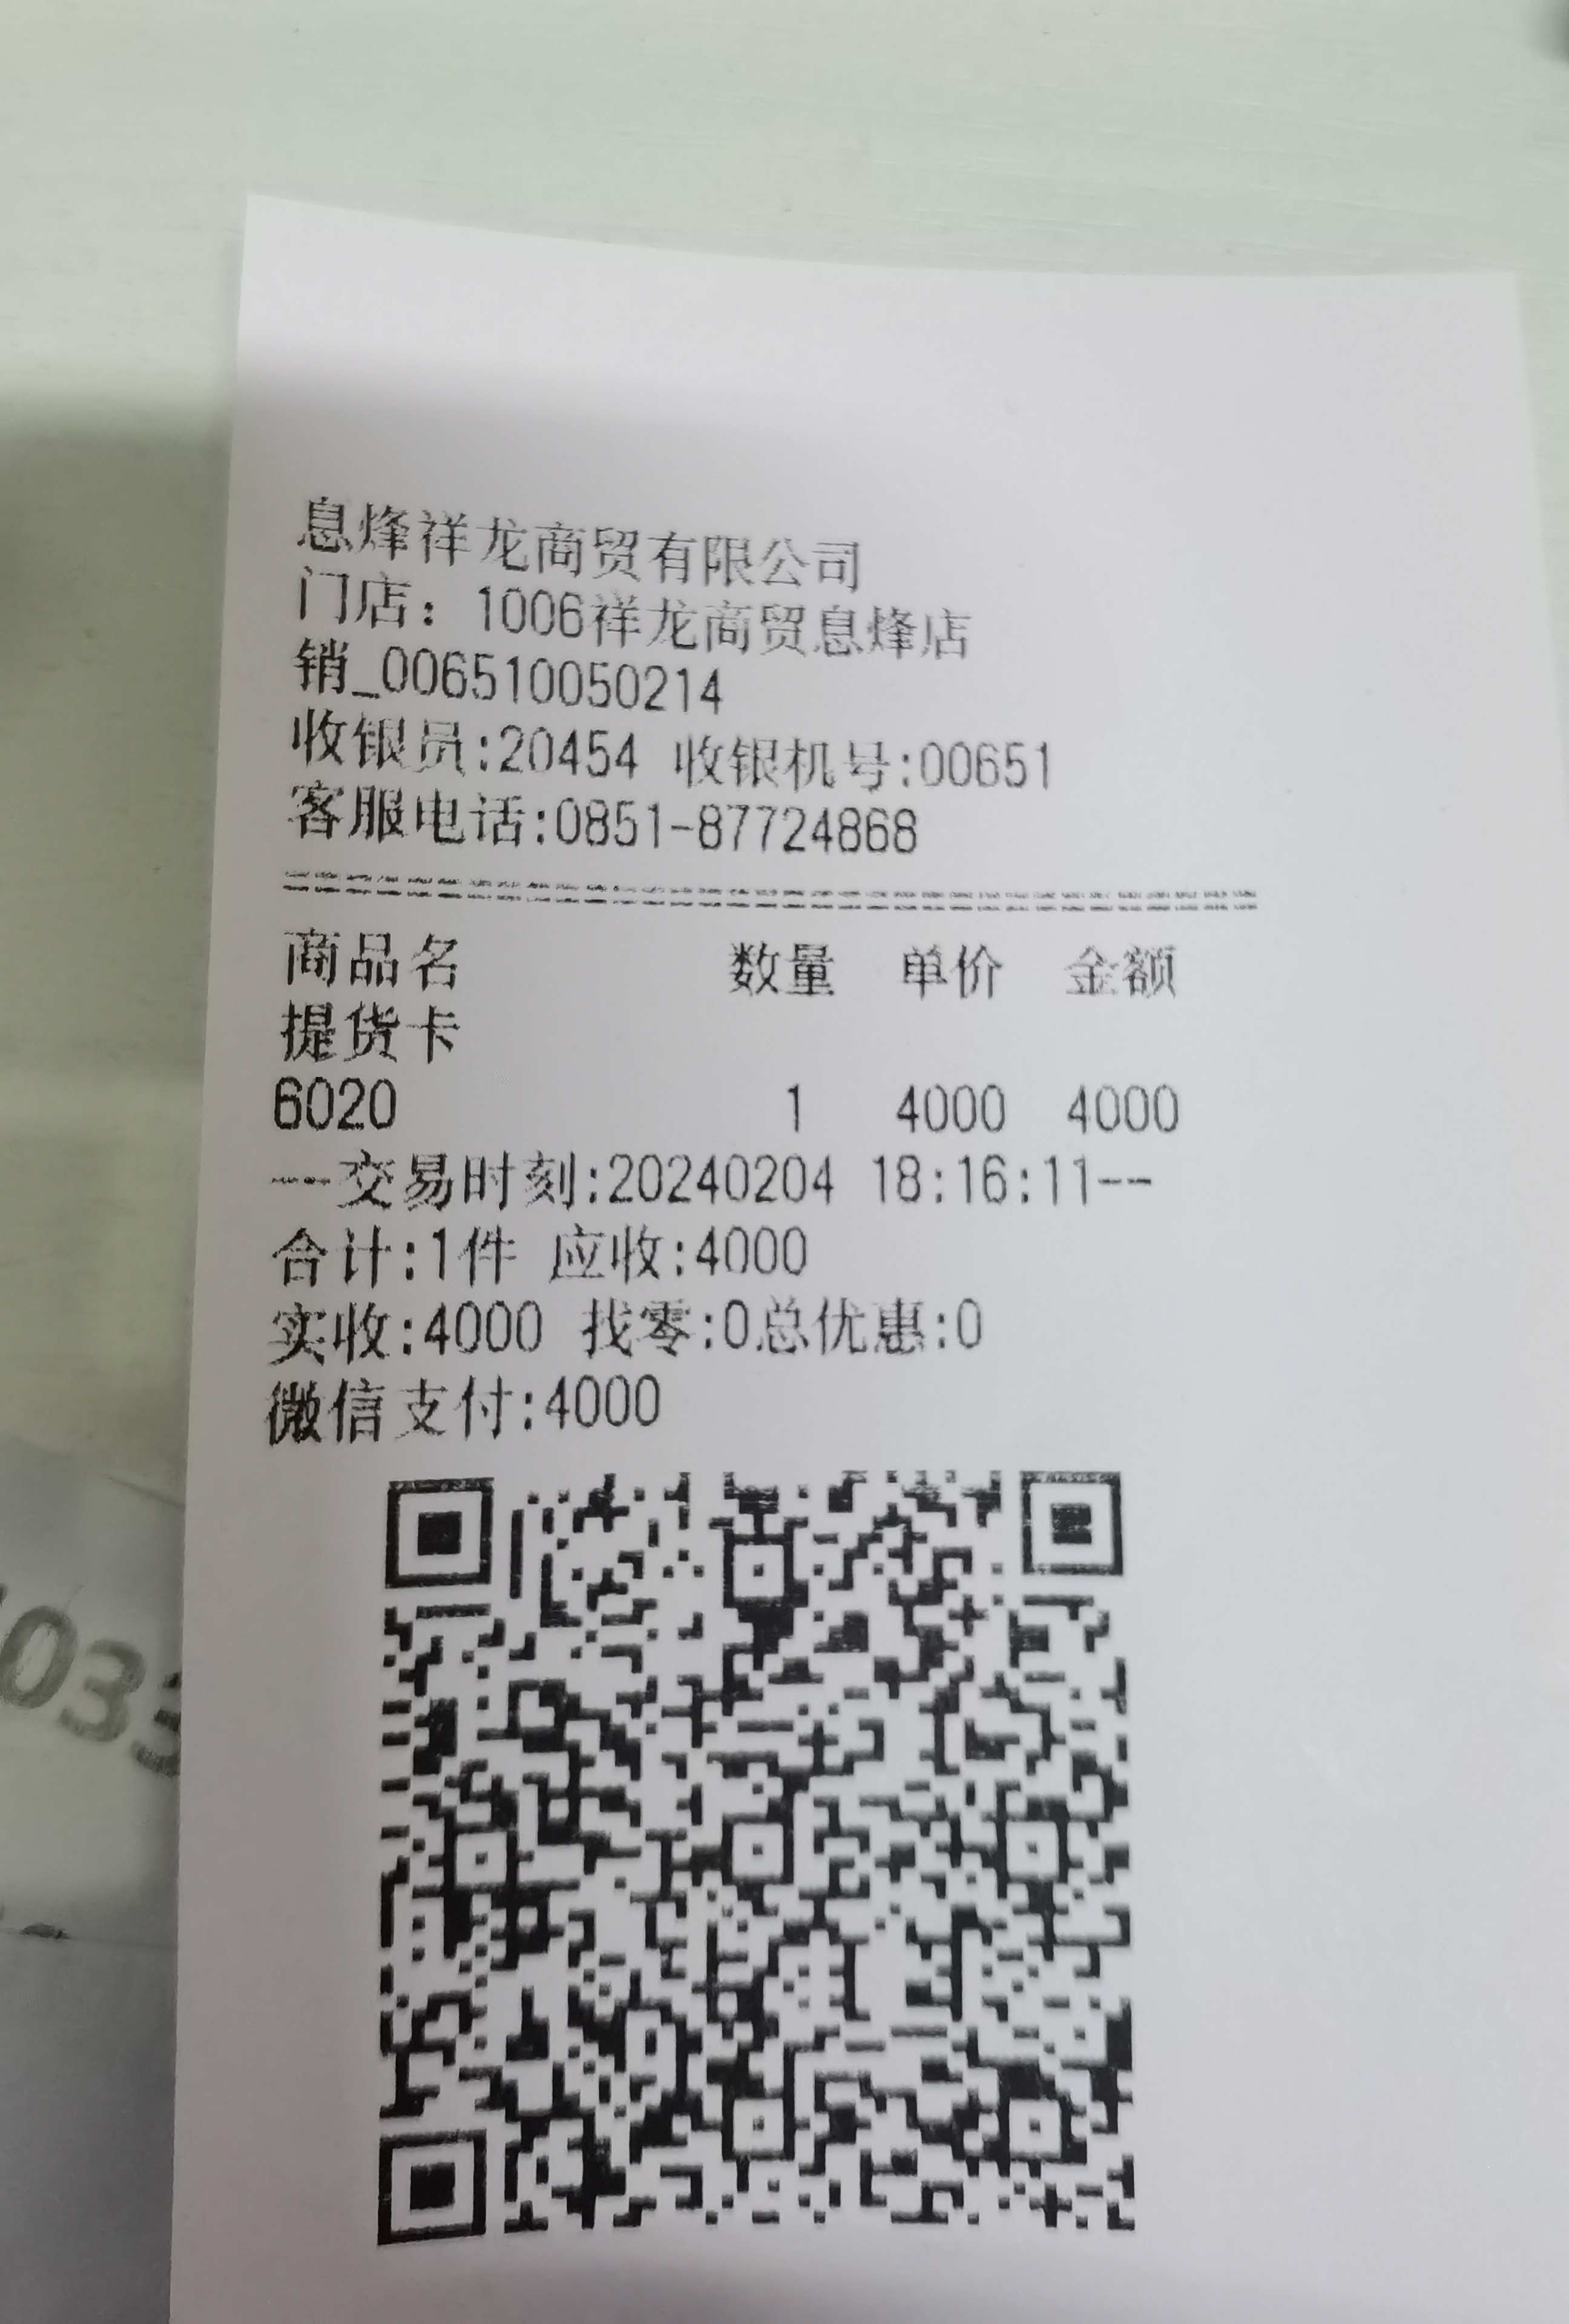 息烽祥龙商贸有限公司
门店：1006祥龙商贸息烽店
销_006510050214
收银员:20454 收银机号:00651
客服电话:0851-87724868
================================
商品名 数量 单价 金额
提货卡
6020 1 4000 4000
--交易时刻:20240204 18:16:11--
合计:1件 应收:4000
实收:4000 找零:0总优惠:0
微信支付:4000